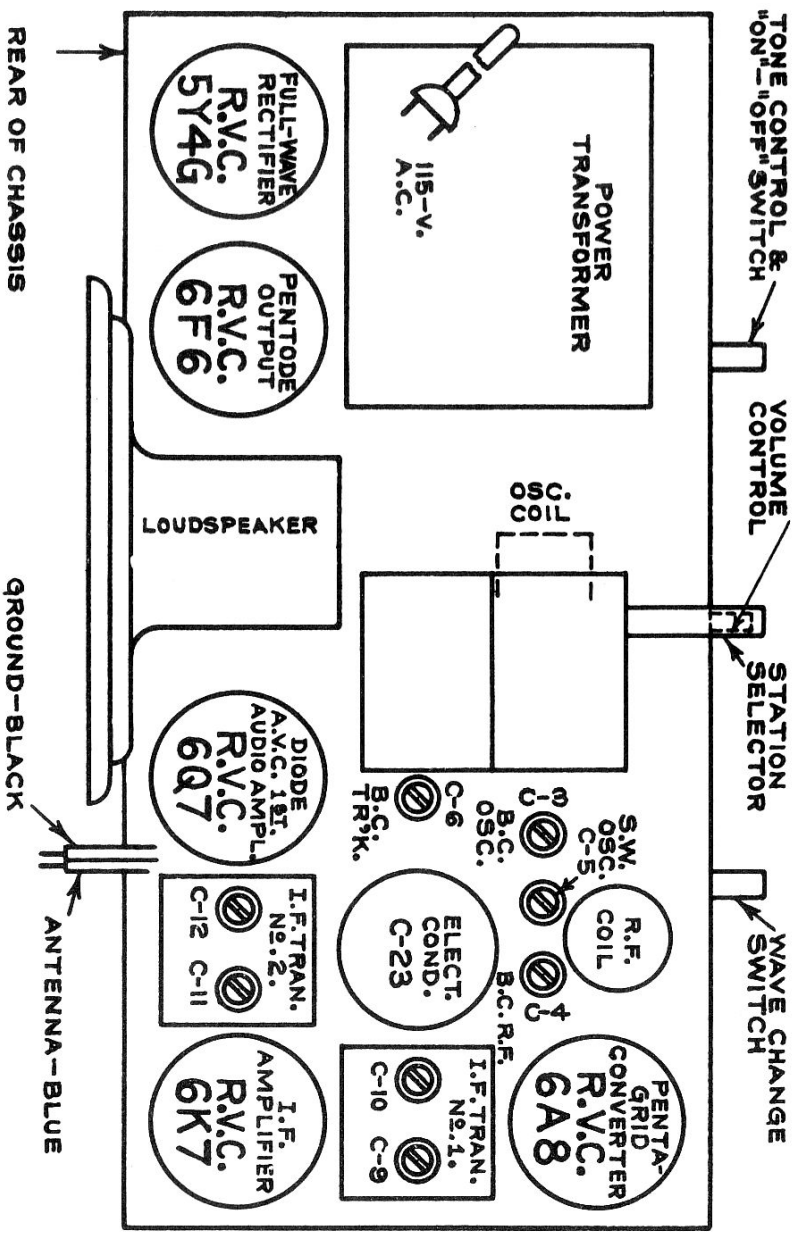 TONE CONTROL &
"ON"-"OFF" SWITCH
VOLUME
CONTROL
STATION
SELECTOR
WAVE CHANGE
SWITCH
POWER
TRANSFORMER
115-V.
A.C.
OSC.
COIL
S.W.
OSC.
C-5
C-3
B.C.
OSC.
C-4
B.C.R.F.
C-6
B.C.
TR'K.
R.F.
COIL
PENTA-
GRID
CONVERTER
R.V.C.
6A8
ELECT.
COND.
C-23
I.F.TRAN.
Nº.1.
C-10
C-9
FULL-WAVE
RECTIFIER
R.V.C.
5Y4G
PENTODE
OUTPUT
R.V.C.
6F6
LOUDSPEAKER
DIODE
A.V.C. 1ST.
AUDIO AMPL.
R.V.C.
6Q7
I.F.TRAN.
Nº.2.
C-12
C-11
I.F.
AMPLIFIER
R.V.C.
6K7
REAR OF CHASSIS
GROUND-BLACK
ANTENNA-BLUE